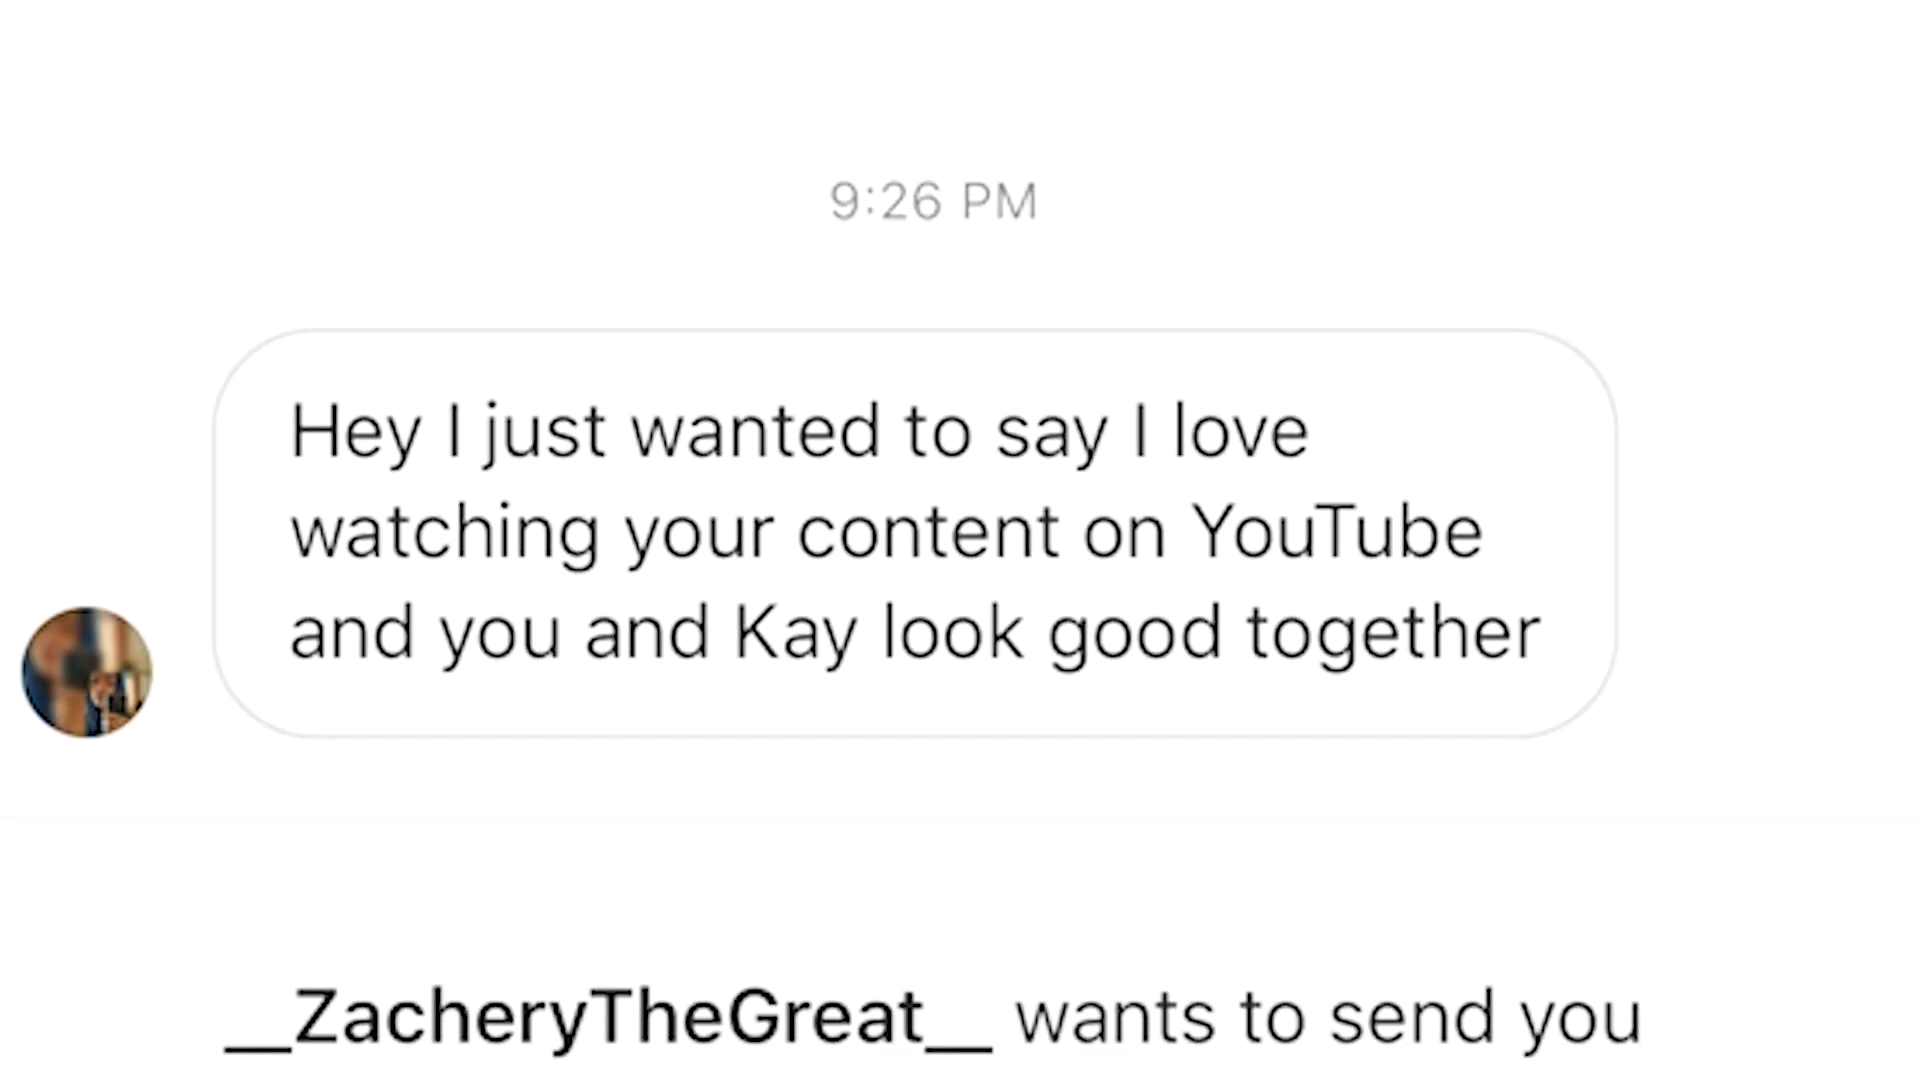 9:26 PM
Hey I just wanted to say I love
watching your content on YouTube
and you and Kay look good together
__ZacheryTheGreat__ wants to send you